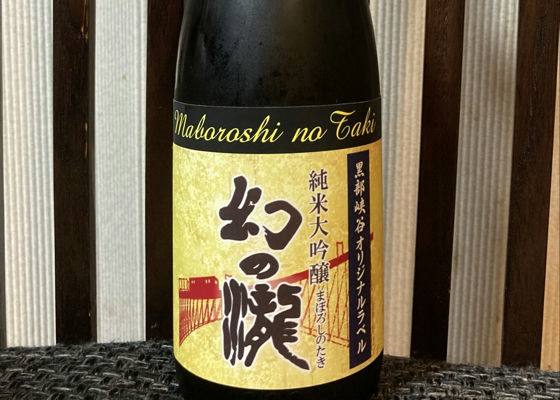 Maboroshi no Taki
黒部峡谷オリジナルラベル
純米大吟醸
まぼろしのたき
幻の瀧